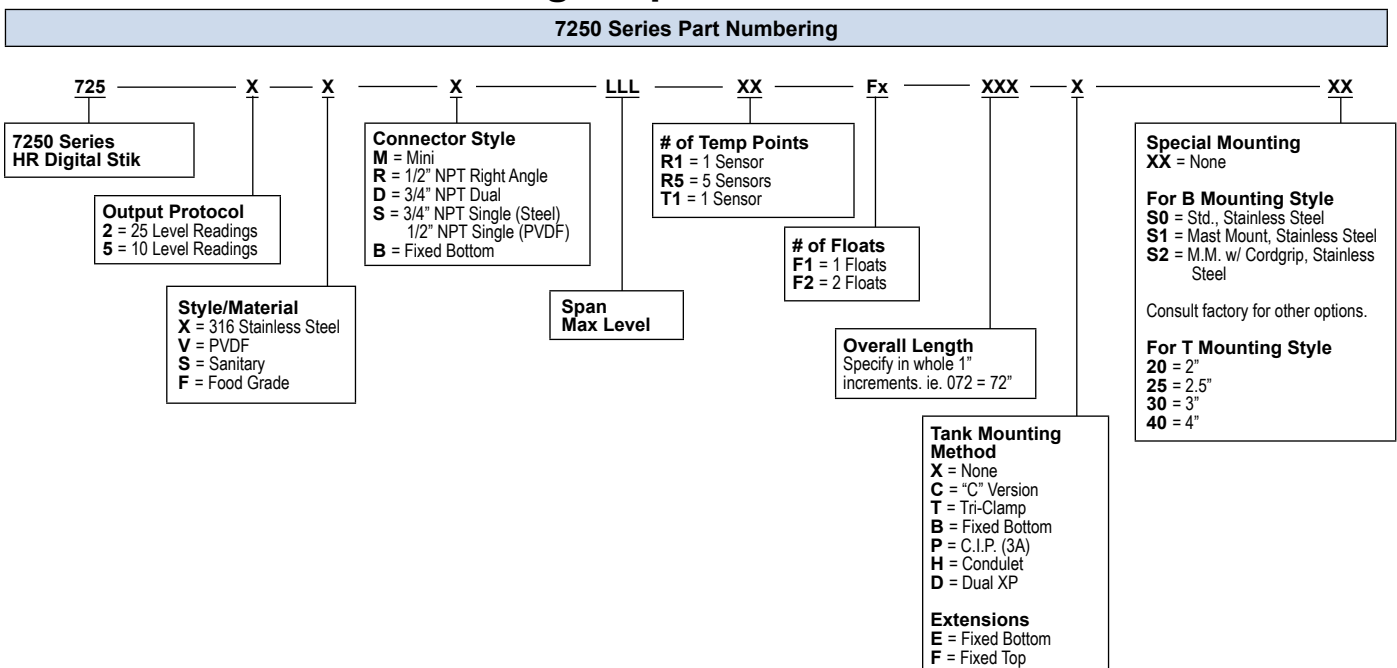 7250 Series Part Numbering
725 X X X LLL XX Fx XXX X XX
7250 Series
HR Digital Stik
Output Protocol
2 = 25 Level Readings
5 = 10 Level Readings
Style/Material
X = 316 Stainless Steel
V = PVDF
S = Sanitary
F = Food Grade
Connector Style
M = Mini
R = 1/2” NPT Right Angle
D = 3/4” NPT Dual
S = 3/4” NPT Single (Steel)
1/2” NPT Single (PVDF)
B = Fixed Bottom
Span
Max Level
# of Temp Points
R1 = 1 Sensor
R5 = 5 Sensors
T1 = 1 Sensor
# of Floats
F1 = 1 Floats
F2 = 2 Floats
Overall Length
Specify in whole 1”
increments. ie. 072 = 72”
Tank Mounting
Method
X = None
C = “C” Version
T = Tri-Clamp
B = Fixed Bottom
P = C.I.P. (3A)
H = Condulet
D = Dual XP
Extensions
E = Fixed Bottom
F = Fixed Top
Special Mounting
XX = None
For B Mounting Style
S0 = Std., Stainless Steel
S1 = Mast Mount, Stainless Steel
S2 = M.M. w/ Cordgrip, Stainless
Steel
Consult factory for other options.
For T Mounting Style
20 = 2”
25 = 2.5”
30 = 3”
40 = 4”